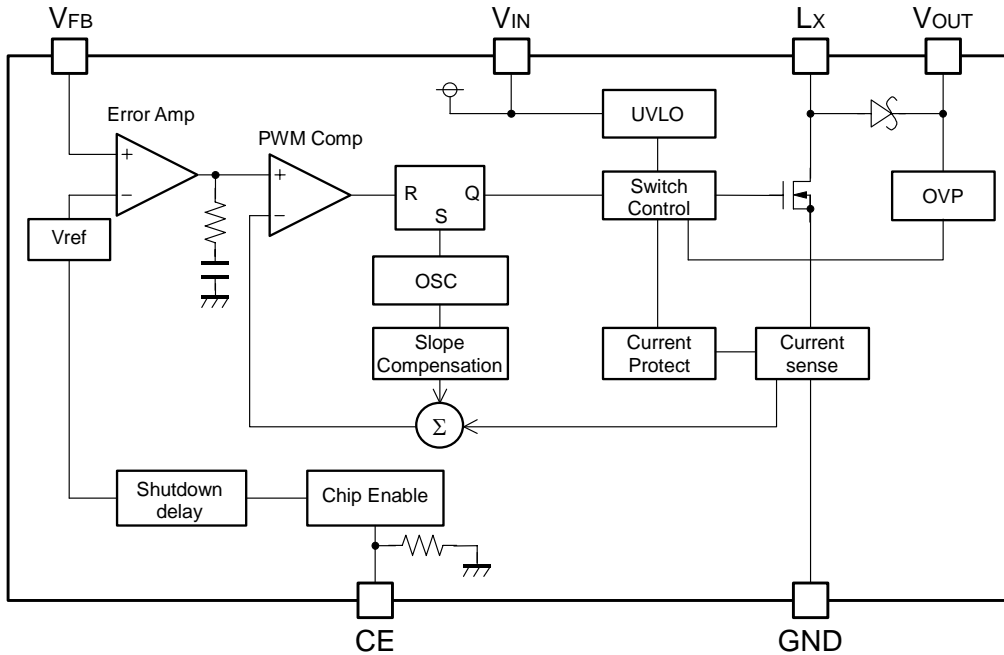 VFB
VIN
LX
VOUT
Error Amp
PWM Comp
UVLO
+
−
+
−
R
Q
S
Switch
Control
OVP
Vref
OSC
Slope
Compensation
Current
Protect
Current
sense
Σ
Shutdown
delay
Chip Enable
CE
GND